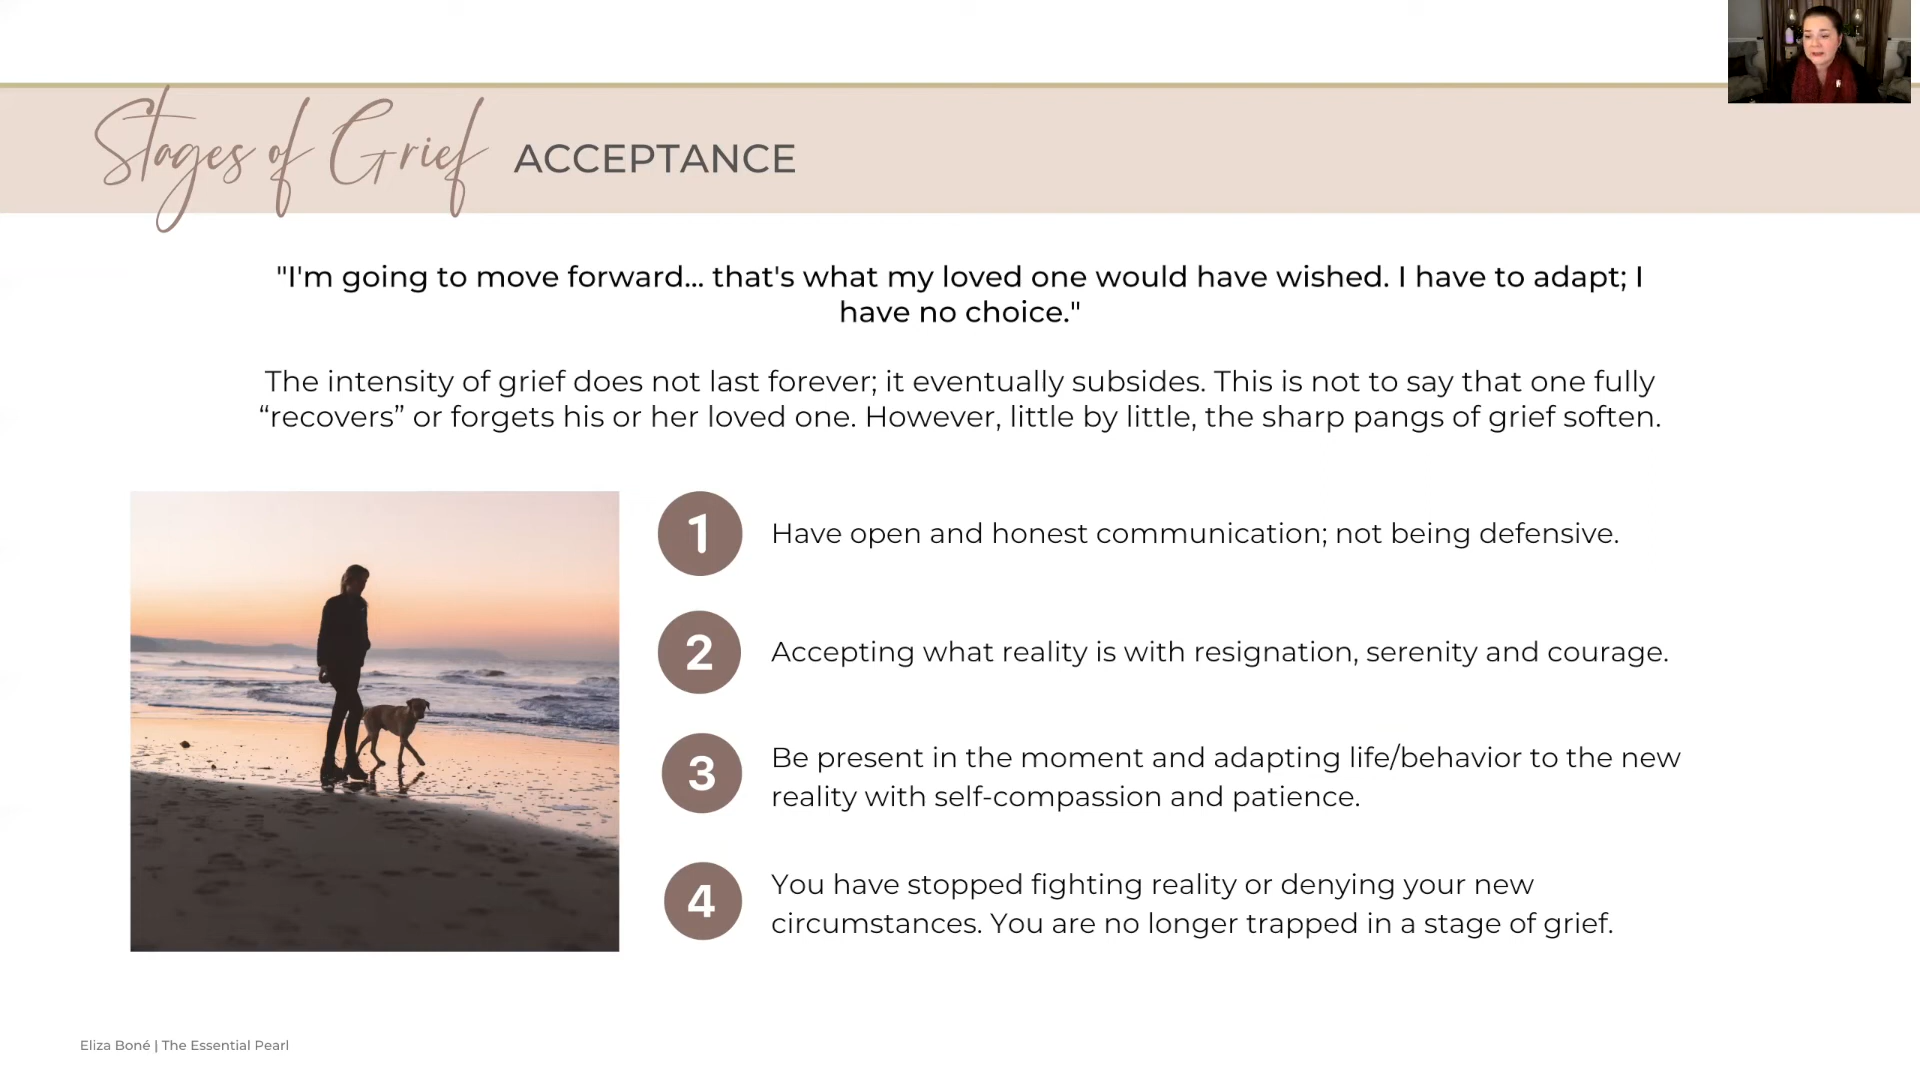 Stages of Grief ACCEPTANCE
"I'm going to move forward... that's what my loved one would have wished. I have to adapt; I
have no choice."
The intensity of grief does not last forever; it eventually subsides. This is not to say that one fully
“recovers” or forgets his or her loved one. However, little by little, the sharp pangs of grief soften.
1 Have open and honest communication; not being defensive.
2 Accepting what reality is with resignation, serenity and courage.
3 Be present in the moment and adapting life/behavior to the new
reality with self-compassion and patience.
4 You have stopped fighting reality or denying your new
circumstances. You are no longer trapped in a stage of grief.
Eliza Boné | The Essential Pearl